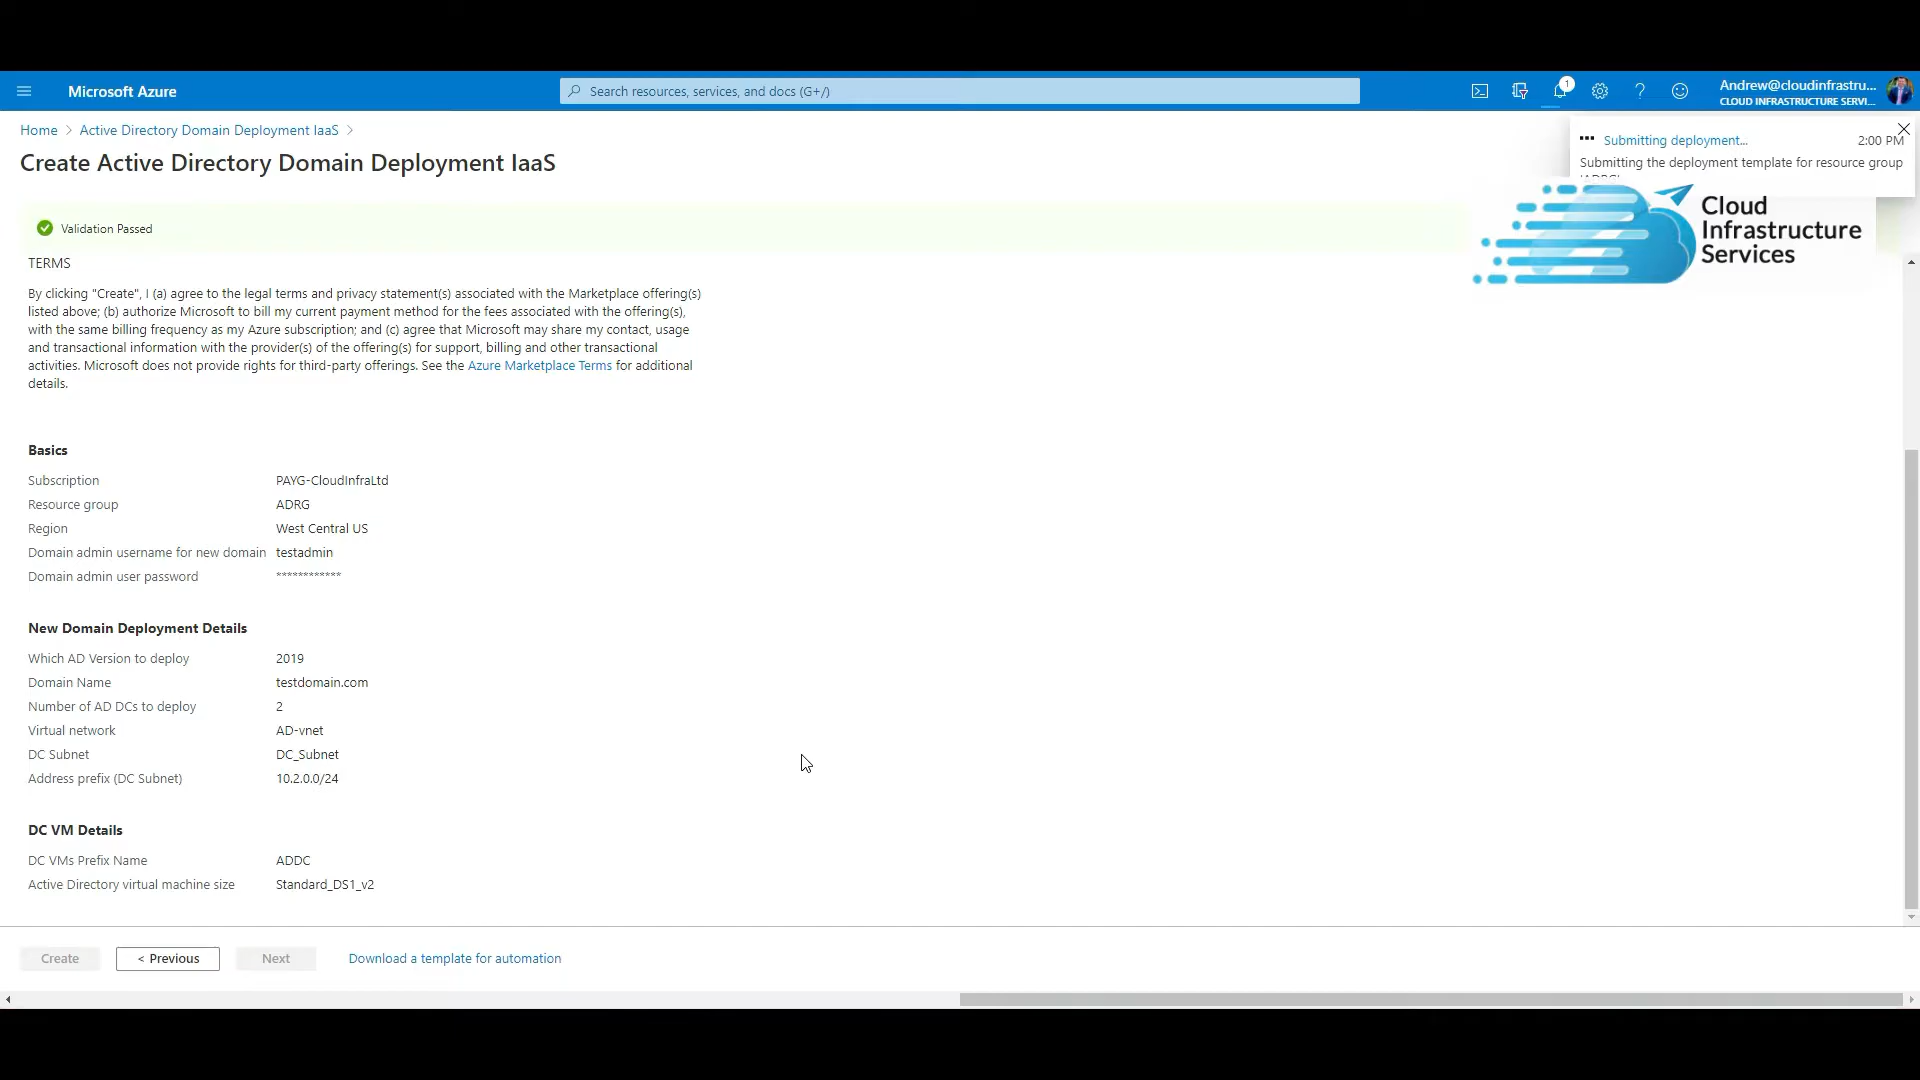 Microsoft Azure
Search resources, services, and docs (G+/)
1
Andrew@cloudinfrastru...
CLOUD INFRASTRUCTURE SERVI...
Home > Active Directory Domain Deployment IaaS >
Create Active Directory Domain Deployment IaaS
Submitting deployment...
2:00 PM
Submitting the deployment template for resource group
Cloud
Infrastructure
Services
Validation Passed
TERMS
By clicking "Create", I (a) agree to the legal terms and privacy statement(s) associated with the Marketplace offering(s)
listed above; (b) authorize Microsoft to bill my current payment method for the fees associated with the offering(s),
with the same billing frequency as my Azure subscription; and (c) agree that Microsoft may share my contact, usage
and transactional information with the provider(s) of the offering(s) for support, billing and other transactional
activities. Microsoft does not provide rights for third-party offerings. See the Azure Marketplace Terms for additional
details.
Basics
Subscription PAYG-CloudInfraLtd
Resource group ADRG
Region West Central US
Domain admin username for new domain testadmin
Domain admin user password ************
New Domain Deployment Details
Which AD Version to deploy 2019
Domain Name testdomain.com
Number of AD DCs to deploy 2
Virtual network AD-vnet
DC Subnet DC_Subnet
Address prefix (DC Subnet) 10.2.0.0/24
DC VM Details
DC VMs Prefix Name ADDC
Active Directory virtual machine size Standard_DS1_v2
Create
< Previous
Next
Download a template for automation